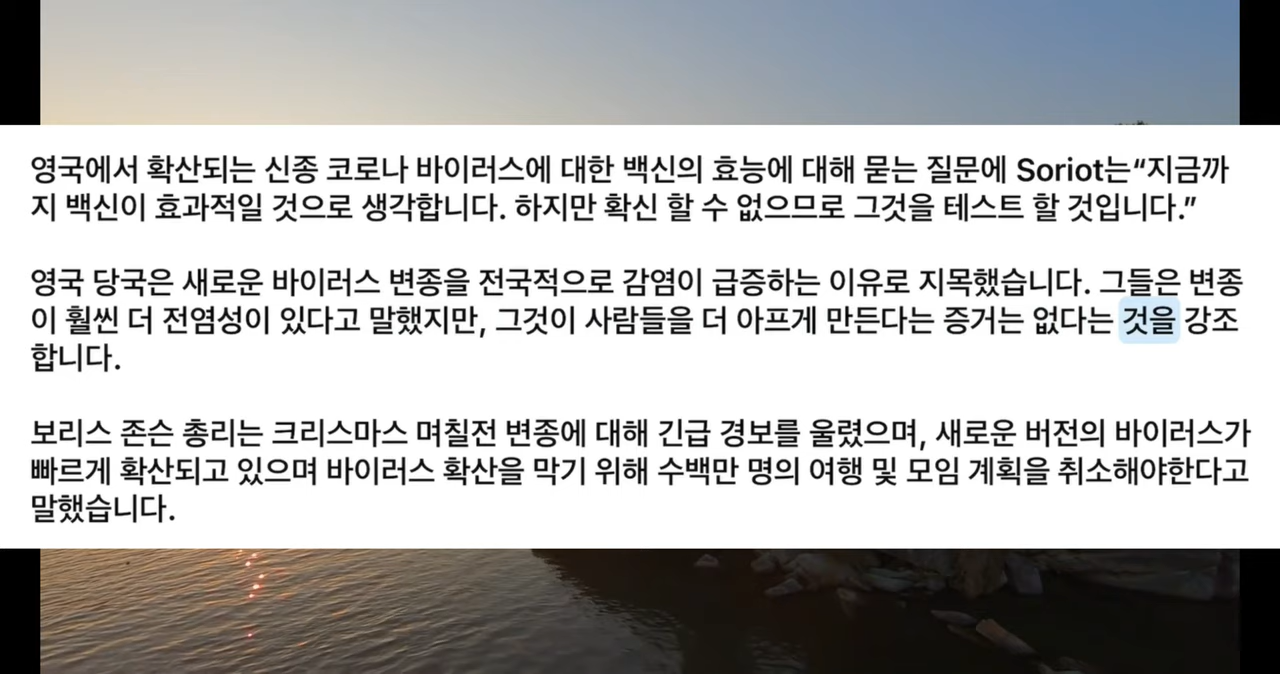 영국에서 확산되는 신종 코로나 바이러스에 대한 백신의 효능에 대해 묻는 질문에 Soriot는“지금까
지 백신이 효과적일 것으로 생각합니다. 하지만 확신 할 수 없으므로 그것을 테스트 할 것입니다.”
영국 당국은 새로운 바이러스 변종을 전국적으로 감염이 급증하는 이유로 지목했습니다. 그들은 변종
이 훨씬 더 전염성이 있다고 말했지만, 그것이 사람들을 더 아프게 만든다는 증거는 없다는 것을 강조
합니다.
보리스 존슨 총리는 크리스마스 며칠전 변종에 대해 긴급 경보를 울렸으며, 새로운 버전의 바이러스가
빠르게 확산되고 있으며 바이러스 확산을 막기 위해 수백만 명의 여행 및 모임 계획을 취소해야한다고
말했습니다.